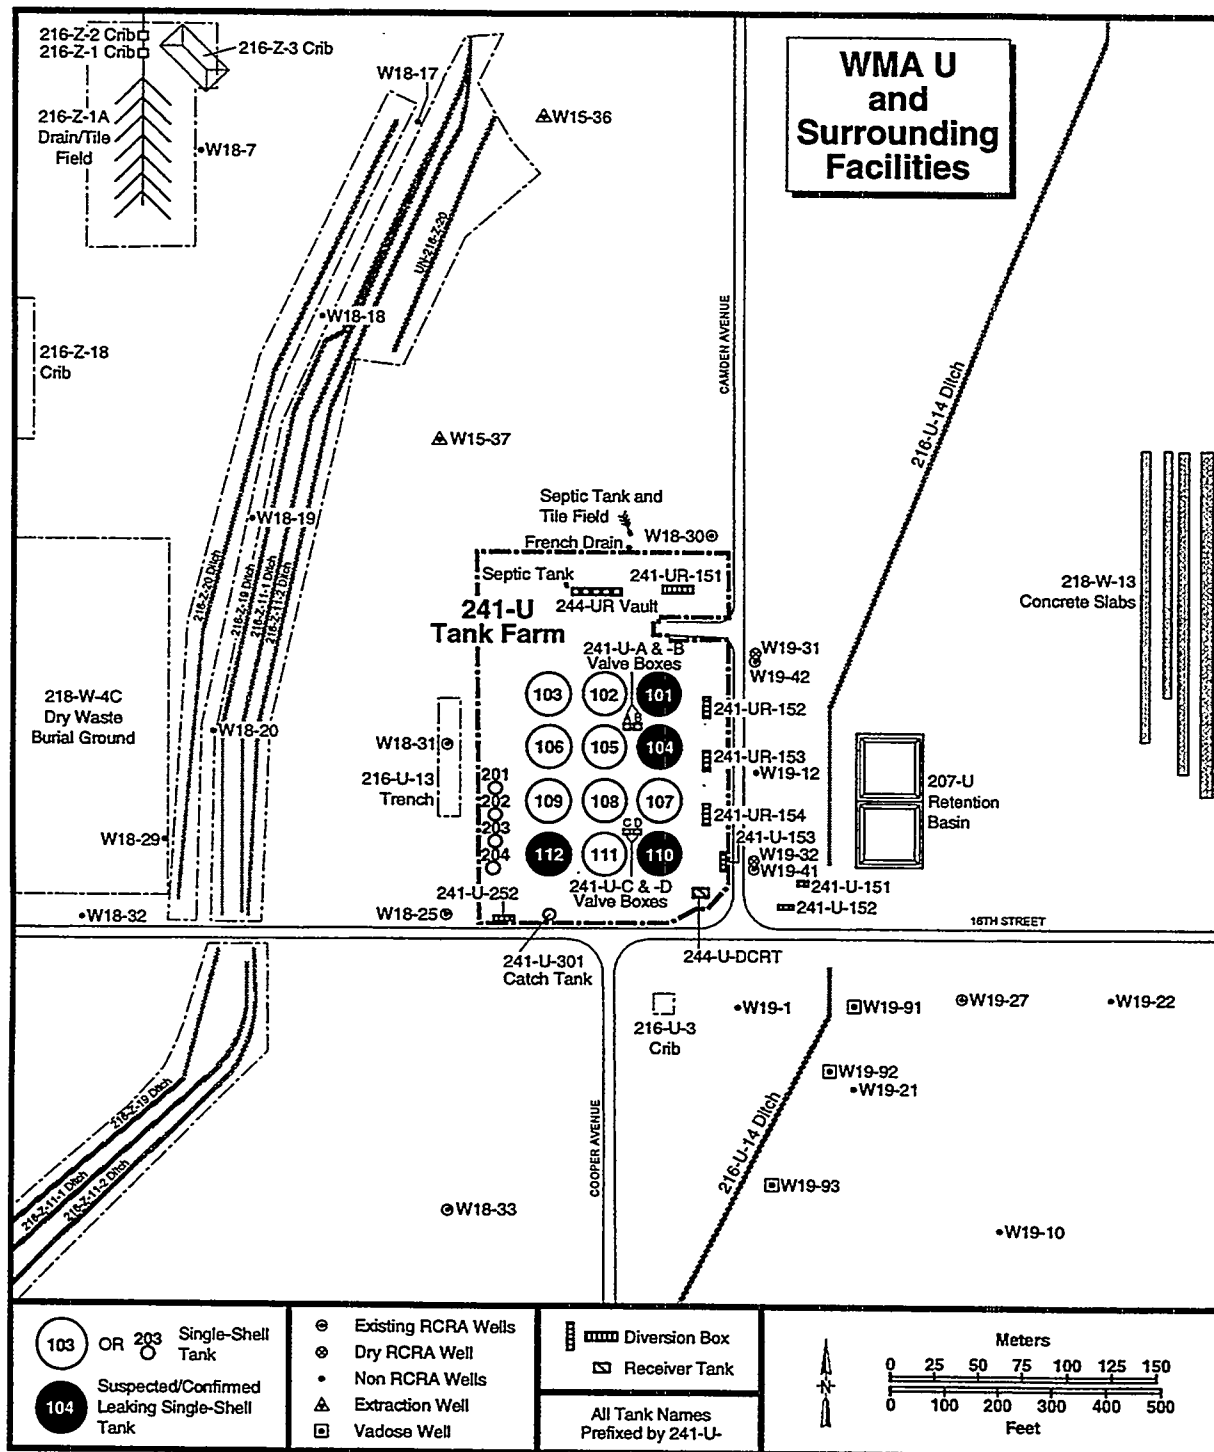 216-Z-2 Crib
216-Z-1 Crib
216-Z-3 Crib
W18-17
216-Z-1A
Drain/Tile
Field
W18-7
W15-36
WMA U
and
Surrounding
Facilities
UN-216-Z-20
W18-18
216-Z-18
Crib
CAMDEN AVENUE
216-U-14 Ditch
W15-37
Septic Tank and
Tile Field
W18-30
French Drain
W18-19
Septic Tank
241-UR-151
244-UR Vault
218-W-13
Concrete Slabs
216-Z-20 Ditch
216-Z-19 Ditch
216-Z-11-1 Ditch
216-Z-11-2 Ditch
241-U
Tank Farm
241-U-A & -B
Valve Boxes
W19-31
W19-42
218-W-4C
Dry Waste
Burial Ground
103
102
101
A B
241-UR-152
W18-20
W18-31
106
105
104
241-UR-153
W19-12
216-U-13
Trench
201
202
203
204
109
108
107
241-UR-154
207-U
Retention
Basin
C D
241-U-153
W18-29
112
111
110
W19-32
W19-41
241-U-252
241-U-C & -D
Valve Boxes
241-U-151
241-U-152
W18-32
W18-25
16TH STREET
241-U-301
Catch Tank
244-U-DCRT
216-U-3
Crib
W19-1
W19-91
W19-27
W19-22
W19-92
W19-21
216-Z-19 Ditch
216-Z-11-1 Ditch
216-Z-11-2 Ditch
COOPER AVENUE
216-U-14 Ditch
W19-93
W18-33
W19-10
103 OR 203 Single-Shell
Tank
104 Suspected/Confirmed
Leaking Single-Shell
Tank
Existing RCRA Wells
Dry RCRA Well
Non RCRA Wells
Extraction Well
Vadose Well
Diversion Box
Receiver Tank
All Tank Names
Prefixed by 241-U-
N
Meters
0 25 50 75 100 125 150
0 100 200 300 400 500
Feet